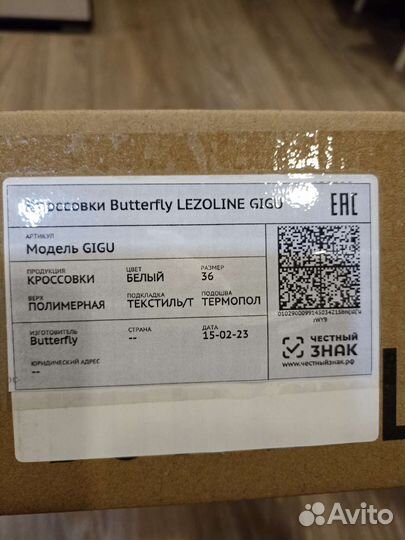 Кроссовки Butterfly LEZOLINE GIGU
EAC
АРТИКУЛ
Модель GIGU
ПРОДУКЦИЯ ЦВЕТ РАЗМЕР
КРОССОВКИ БЕЛЫЙ 36
ВЕРХ ПОДКЛАДКА ПОДОШВА
ПОЛИМЕРНАЯ ТЕКСТИЛЬ/Т ТЕРМОПОЛ
ИЗГОТОВИТЕЛЬ СТРАНА ДАТА
Butterfly -- 15-02-23
ЮРИДИЧЕСКИЙ АДРЕС
--
ЧЕСТНЫЙ
ЗНАК
www.честныйзнак.рф
Avito